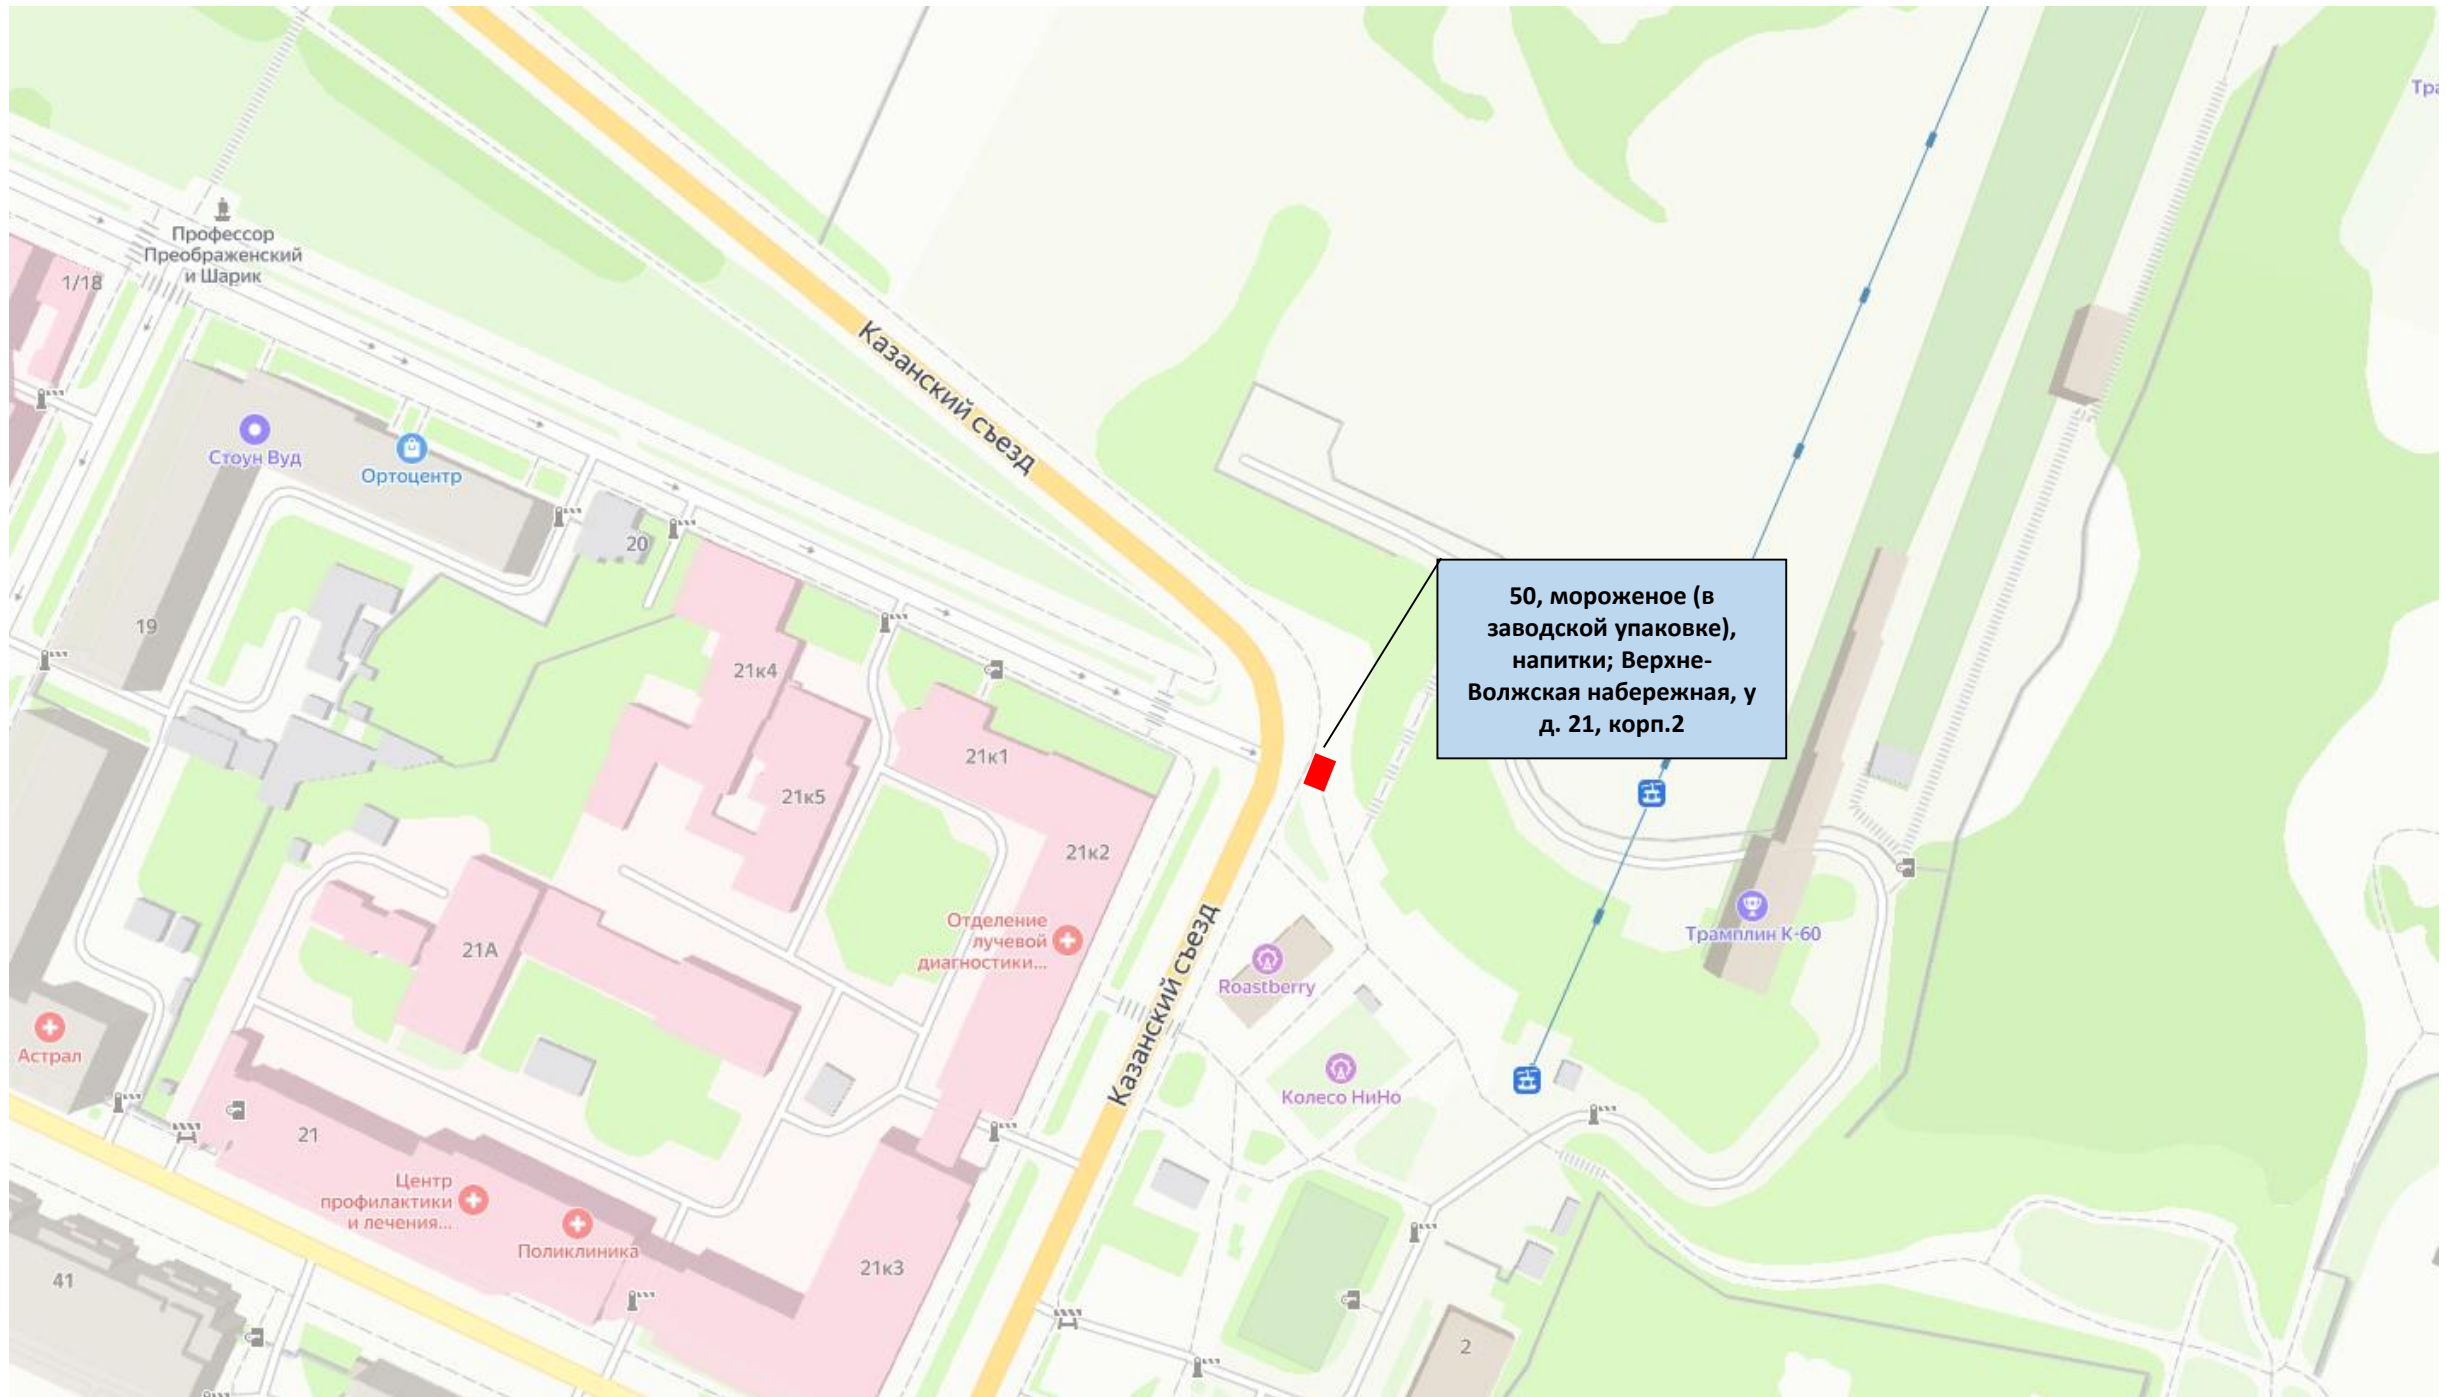 Тра
Профессор
Преображенский
и Шарик
1/18
Казанский съезд
Стоун Вуд
Ортоцентр
20
50, мороженое (в
заводской упаковке),
напитки; Верхне-
Волжская набережная, у
д. 21, корп.2
19
21к4
21к1
21к5
21к2
Отделение
лучевой
диагностики...
21А
Казанский съезд
Трамплин К-60
Roastberry
Астрал
Колесо НиНо
21
Центр
профилактики
и лечения...
Поликлиника
21к3
41
2